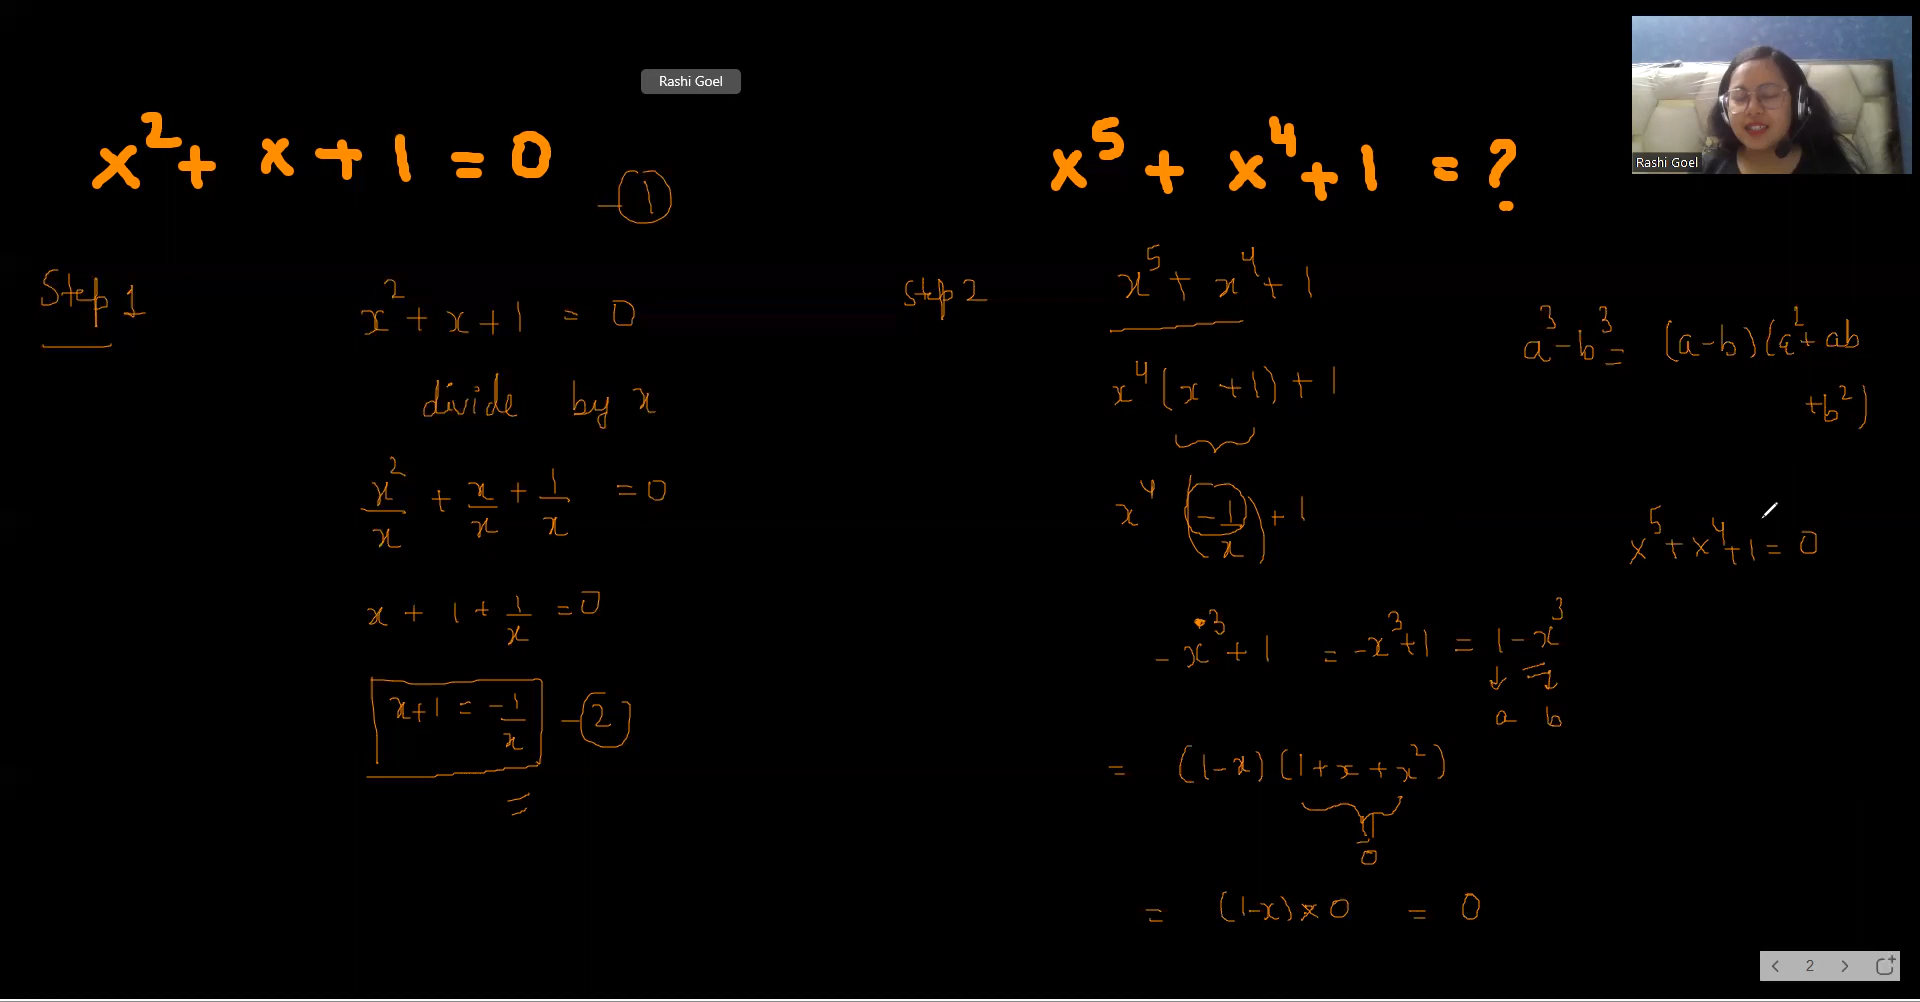 Rashi Goel
x² + x + 1 = 0
– ①
x⁵ + x⁴ + 1 = ?
Rashi Goel
Step 1
x² + x + 1 = 0
divide by x
x²/x + x/x + 1/x = 0
x + 1 + 1/x = 0
x+1 = -1/x – ②
=
Step 2
x⁵ + x⁴ + 1
x⁴ (x + 1) + 1
x⁴ (-1/x) + 1
-x³ + 1 = -x³ + 1 = 1 - x³
↓ ↓
a b
= (1-x) (1 + x + x²)
||
0
= (1-x) × 0 = 0
a³ - b³ = (a-b) (a² + ab
+b²)
x⁵ + x⁴ + 1 = 0
2